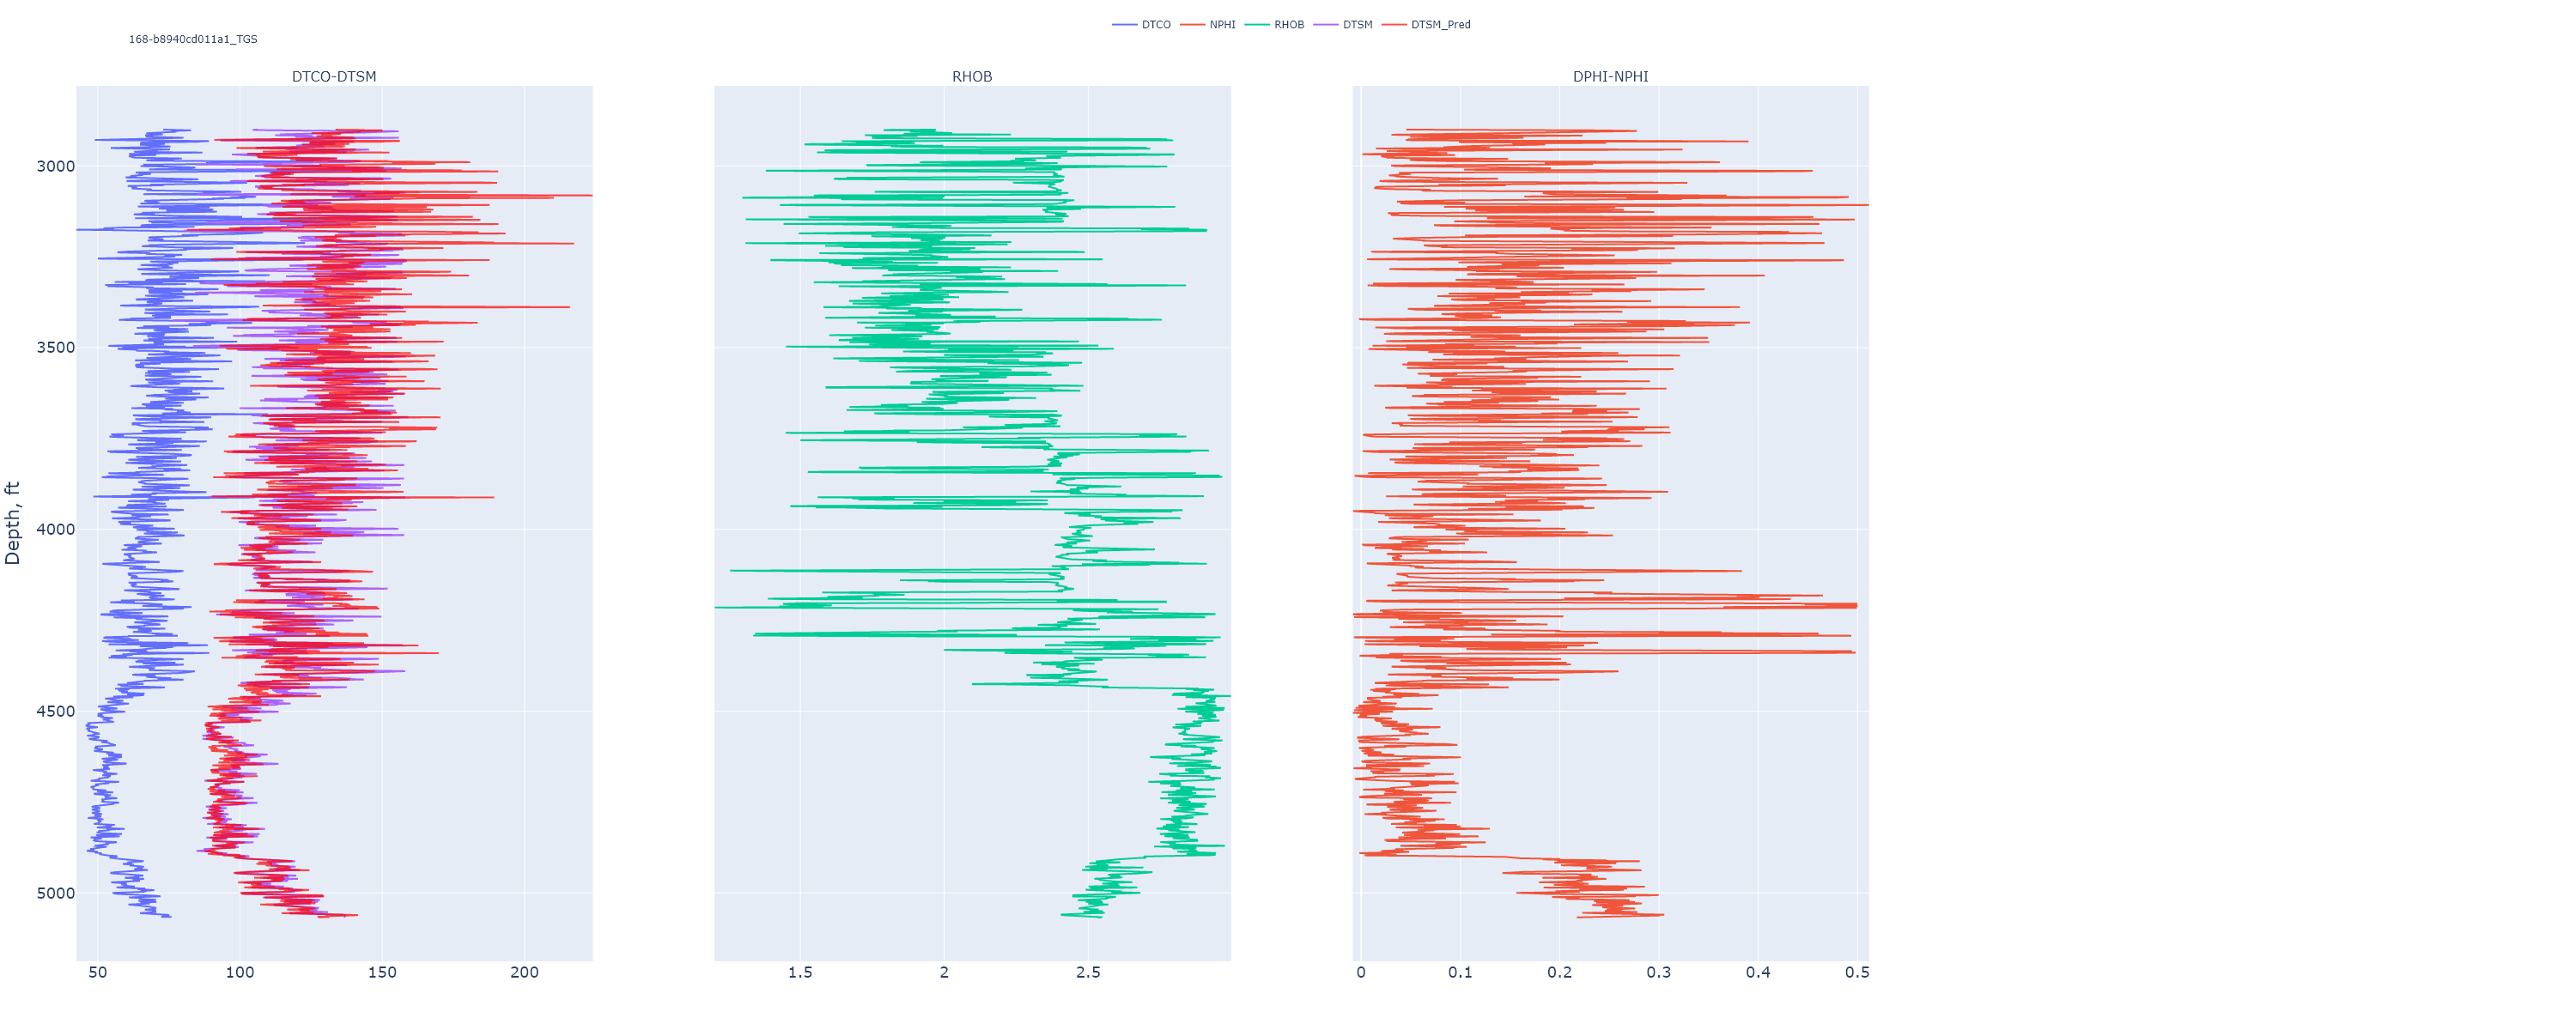 DTCO NPHI RHOB DTSM DTSM_Pred
168-b8940cd011a1_TGS
DTCO-DTSM RHOB DPHI-NPHI
Depth, ft
3000
3500
4000
4500
5000
50 100 150 200 1.5 2 2.5 0 0.1 0.2 0.3 0.4 0.5